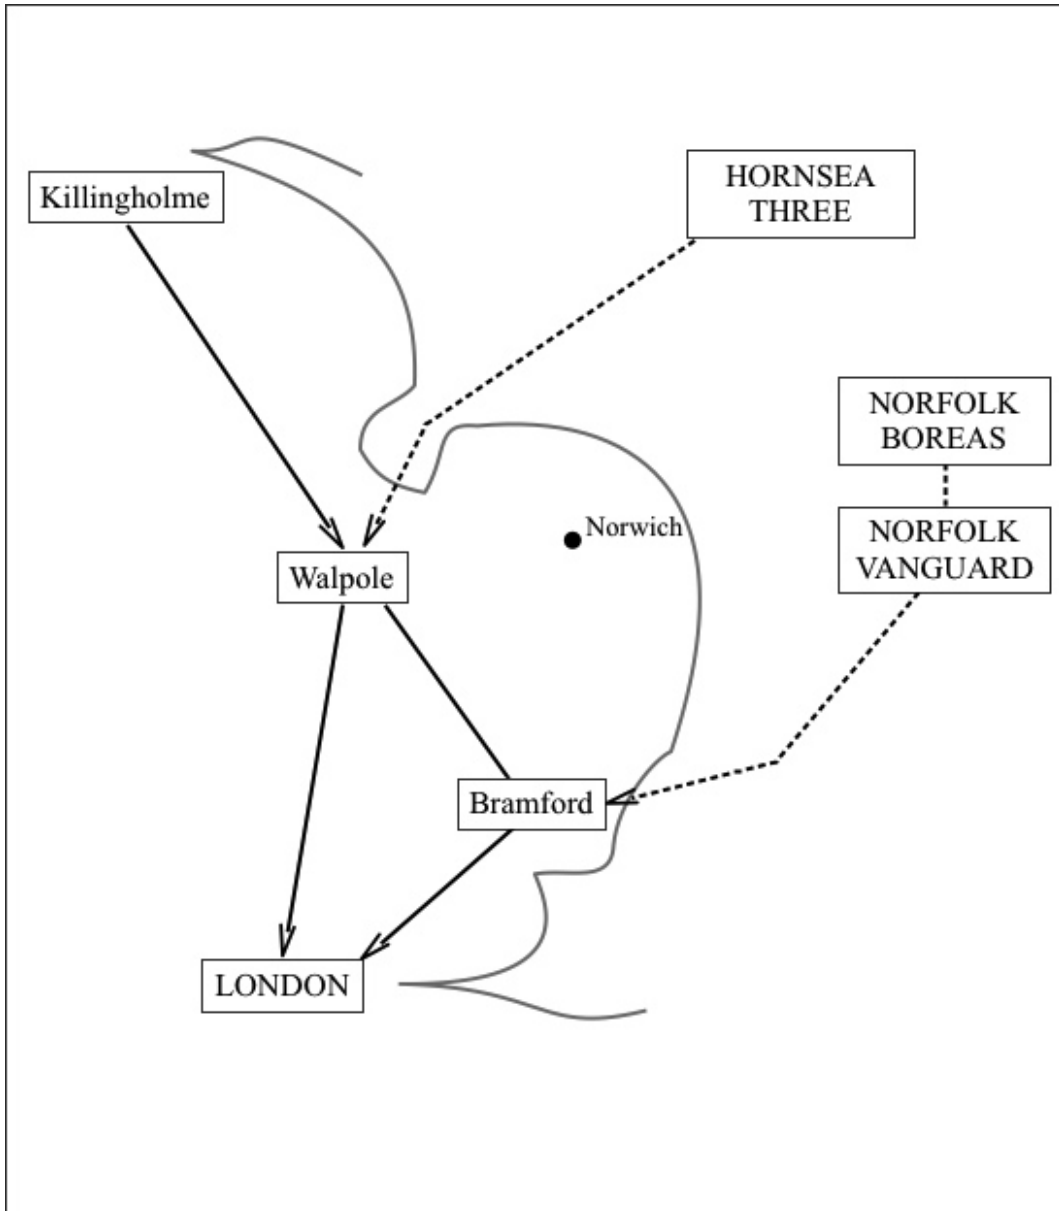 Killingholme
HORNSEA
THREE
NORFOLK
BOREAS
Norwich
NORFOLK
VANGUARD
Walpole
Bramford
LONDON